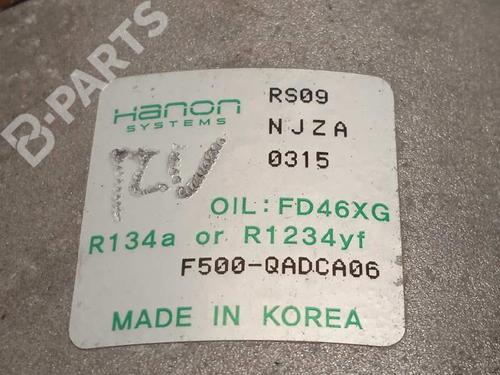 B-PARTS
Hanon
SYSTEMS
RS09
NJZA
0315
OIL: FD46XG
R134a or R1234yf
F500-QADCA06
MADE IN KOREA